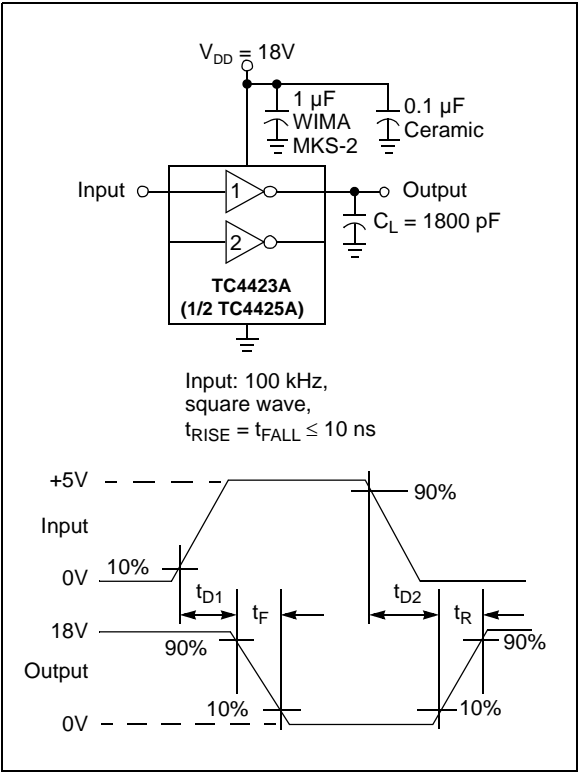 V_DD = 18V
1 µF
WIMA
MKS-2
0.1 µF
Ceramic
Input
1
Output
C_L = 1800 pF
2
TC4423A
(1/2 TC4425A)
Input: 100 kHz,
square wave,
t_RISE = t_FALL ≤ 10 ns
+5V
90%
Input
10%
0V
t_D1
t_F
t_D2
t_R
18V
90%
90%
Output
10%
10%
0V